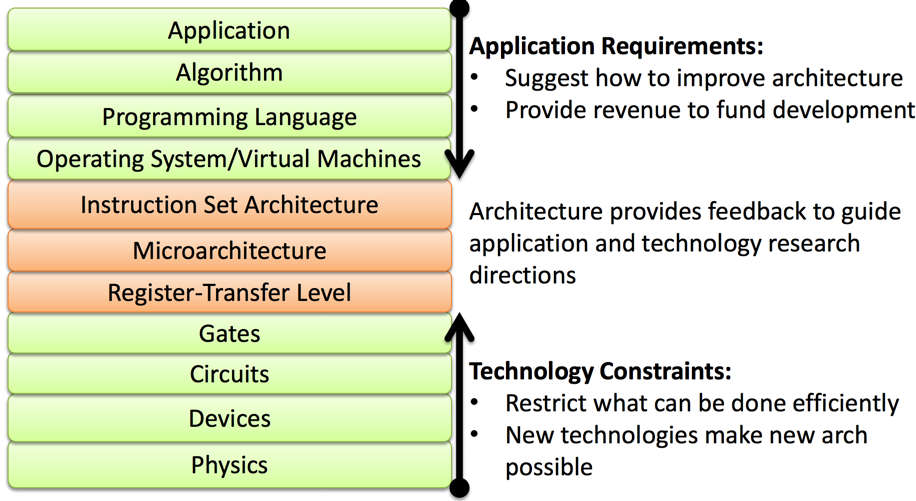 Application
Algorithm
Programming Language
Operating System/Virtual Machines
Instruction Set Architecture
Microarchitecture
Register-Transfer Level
Gates
Circuits
Devices
Physics
Application Requirements:
• Suggest how to improve architecture
• Provide revenue to fund development
Architecture provides feedback to guide
application and technology research
directions
Technology Constraints:
• Restrict what can be done efficiently
• New technologies make new arch
possible